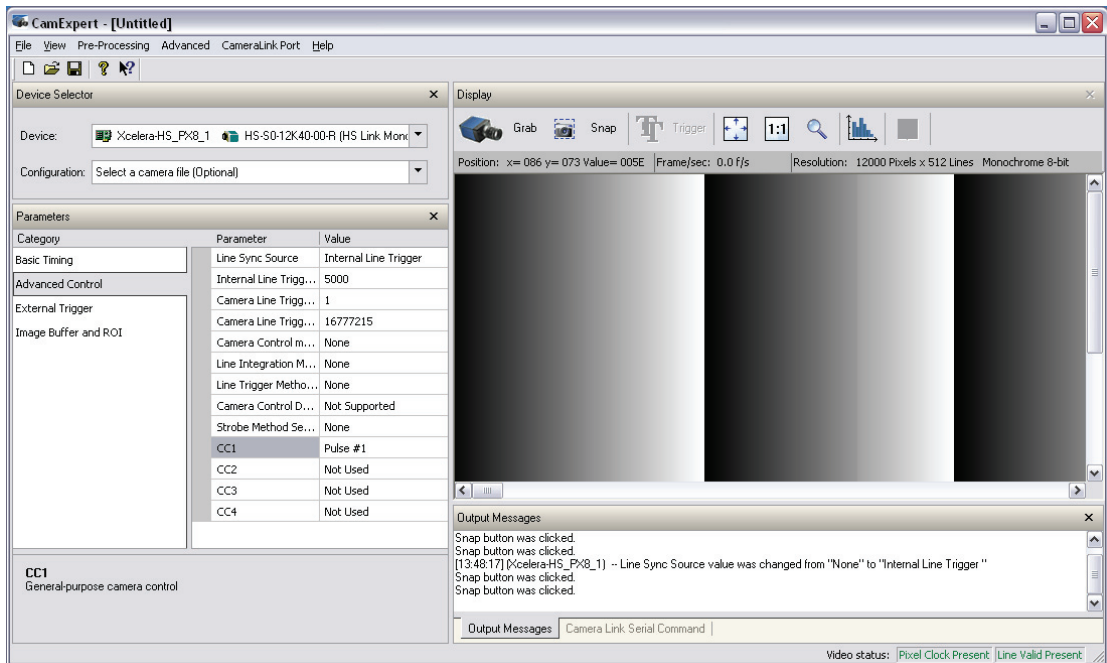 CamExpert - [Untitled]
File View Pre-Processing Advanced CameraLink Port Help
Device Selector
Device: Xcelera-HS_PX8_1 HS-S0-12K40-00-R (HS Link Mono
Configuration: Select a camera file (Optional)
Parameters
Category Parameter Value
Basic Timing
Advanced Control
External Trigger
Image Buffer and ROI
Line Sync Source Internal Line Trigger
Internal Line Trigg... 5000
Camera Line Trigg... 1
Camera Line Trigg... 16777215
Camera Control m... None
Line Integration M... None
Line Trigger Metho... None
Camera Control D... Not Supported
Strobe Method Se... None
CC1 Pulse #1
CC2 Not Used
CC3 Not Used
CC4 Not Used
CC1
General-purpose camera control
Display
Grab Snap Trigger 1:1
Position: x= 086 y= 073 Value= 005E Frame/sec: 0.0 f/s Resolution: 12000 Pixels x 512 Lines Monochrome 8-bit
Output Messages
Snap button was clicked.
Snap button was clicked.
[13:48:17] (Xcelera-HS_PX8_1) -- Line Sync Source value was changed from "None" to "Internal Line Trigger "
Snap button was clicked.
Snap button was clicked.
Output Messages Camera Link Serial Command
Video status: Pixel Clock Present Line Valid Present